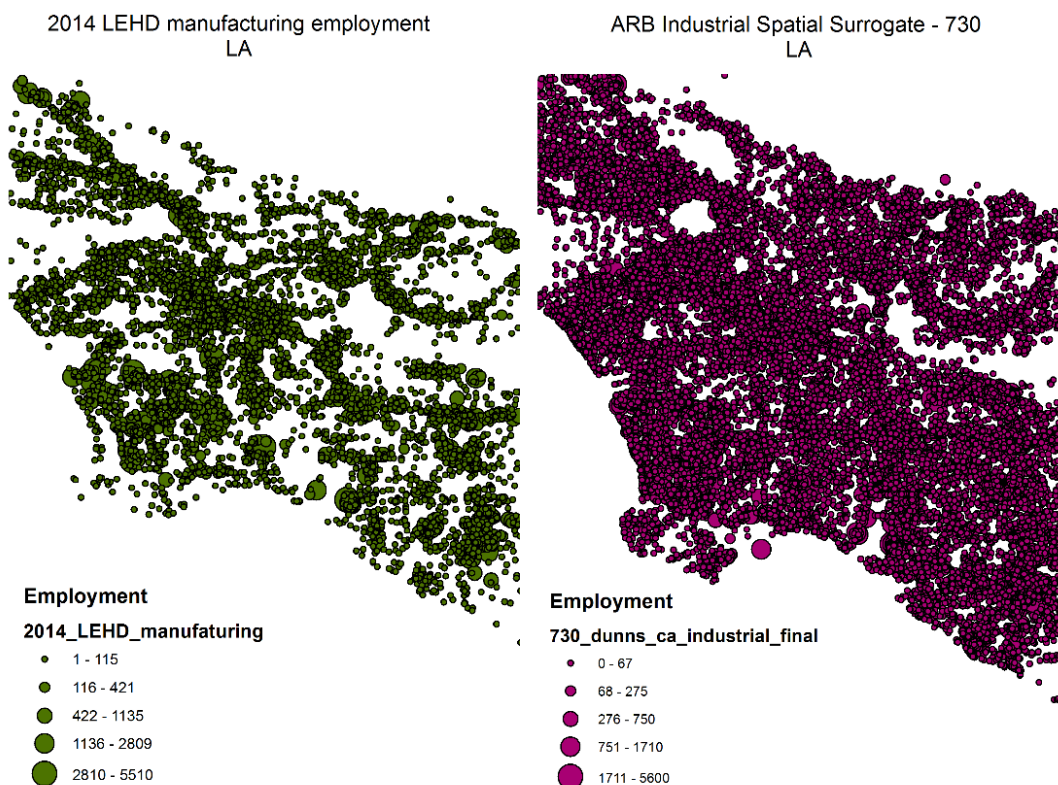 2014 LEHD manufacturing employment
LA
Employment
2014_LEHD_manufaturing
1 - 115
116 - 421
422 - 1135
1136 - 2809
2810 - 5510
ARB Industrial Spatial Surrogate - 730
LA
Employment
730_dunns_ca_industrial_final
0 - 67
68 - 275
276 - 750
751 - 1710
1711 - 5600